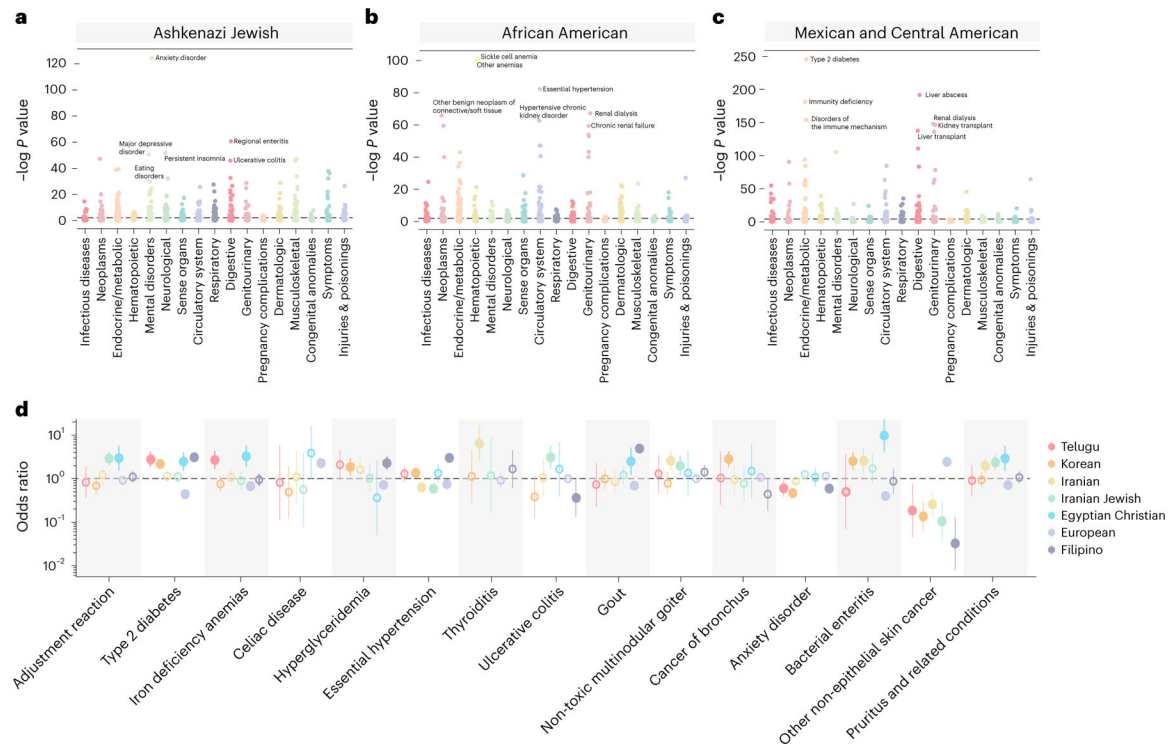 a
Ashkenazi Jewish
–log P value
120
100
80
60
40
20
0
Anxiety disorder
Major depressive
disorder
Eating
disorders
Persistent insomnia
Regional enteritis
Ulcerative colitis
Infectious diseases
Neoplasms
Endocrine/metabolic
Hematopoietic
Mental disorders
Neurological
Sense organs
Circulatory system
Respiratory
Digestive
Genitourinary
Pregnancy complications
Dermatologic
Musculoskeletal
Congenital anomalies
Symptoms
Injuries & poisonings
b
African American
–log P value
100
80
60
40
20
0
Sickle cell anemia
Other anemias
Essential hypertension
Other benign neoplasm of
connective/soft tissue
Hypertensive chronic
kidney disorder
Renal dialysis
Chronic renal failure
Infectious diseases
Neoplasms
Endocrine/metabolic
Hematopoietic
Mental disorders
Neurological
Sense organs
Circulatory system
Respiratory
Digestive
Genitourinary
Pregnancy complications
Dermatologic
Musculoskeletal
Congenital anomalies
Symptoms
Injuries & poisonings
c
Mexican and Central American
–log P value
250
200
150
100
50
0
Type 2 diabetes
Immunity deficiency
Disorders of
the immune mechanism
Liver abscess
Renal dialysis
Kidney transplant
Liver transplant
Infectious diseases
Neoplasms
Endocrine/metabolic
Hematopoietic
Mental disorders
Neurological
Sense organs
Circulatory system
Respiratory
Digestive
Genitourinary
Pregnancy complications
Dermatologic
Musculoskeletal
Congenital anomalies
Symptoms
Injuries & poisonings
d
Odds ratio
10¹
10⁰
10⁻¹
10⁻²
Adjustment reaction
Type 2 diabetes
Iron deficiency anemias
Celiac disease
Hyperglyceridemia
Essential hypertension
Thyroiditis
Ulcerative colitis
Gout
Non-toxic multinodular goiter
Cancer of bronchus
Anxiety disorder
Bacterial enteritis
Other non-epithelial skin cancer
Pruritus and related conditions
Telugu
Korean
Iranian
Iranian Jewish
Egyptian Christian
European
Filipino